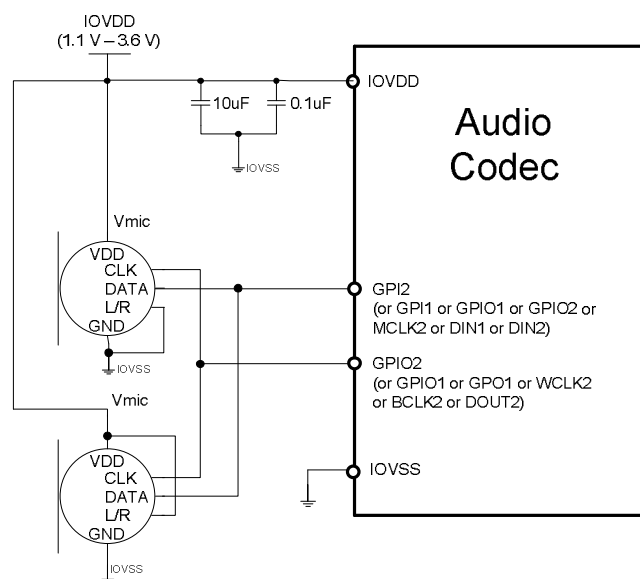 IOVDD
(1.1 V – 3.6 V)
IOVDD
10uF
0.1uF
Audio
Codec
IOVSS
Vmic
VDD
CLK
DATA
L/R
GND
IOVSS
GPI2
(or GPI1 or GPIO1 or GPIO2 or
MCLK2 or DIN1 or DIN2)
GPIO2
(or GPIO1 or GPO1 or WCLK2
or BCLK2 or DOUT2)
Vmic
VDD
CLK
DATA
L/R
GND
IOVSS
IOVSS